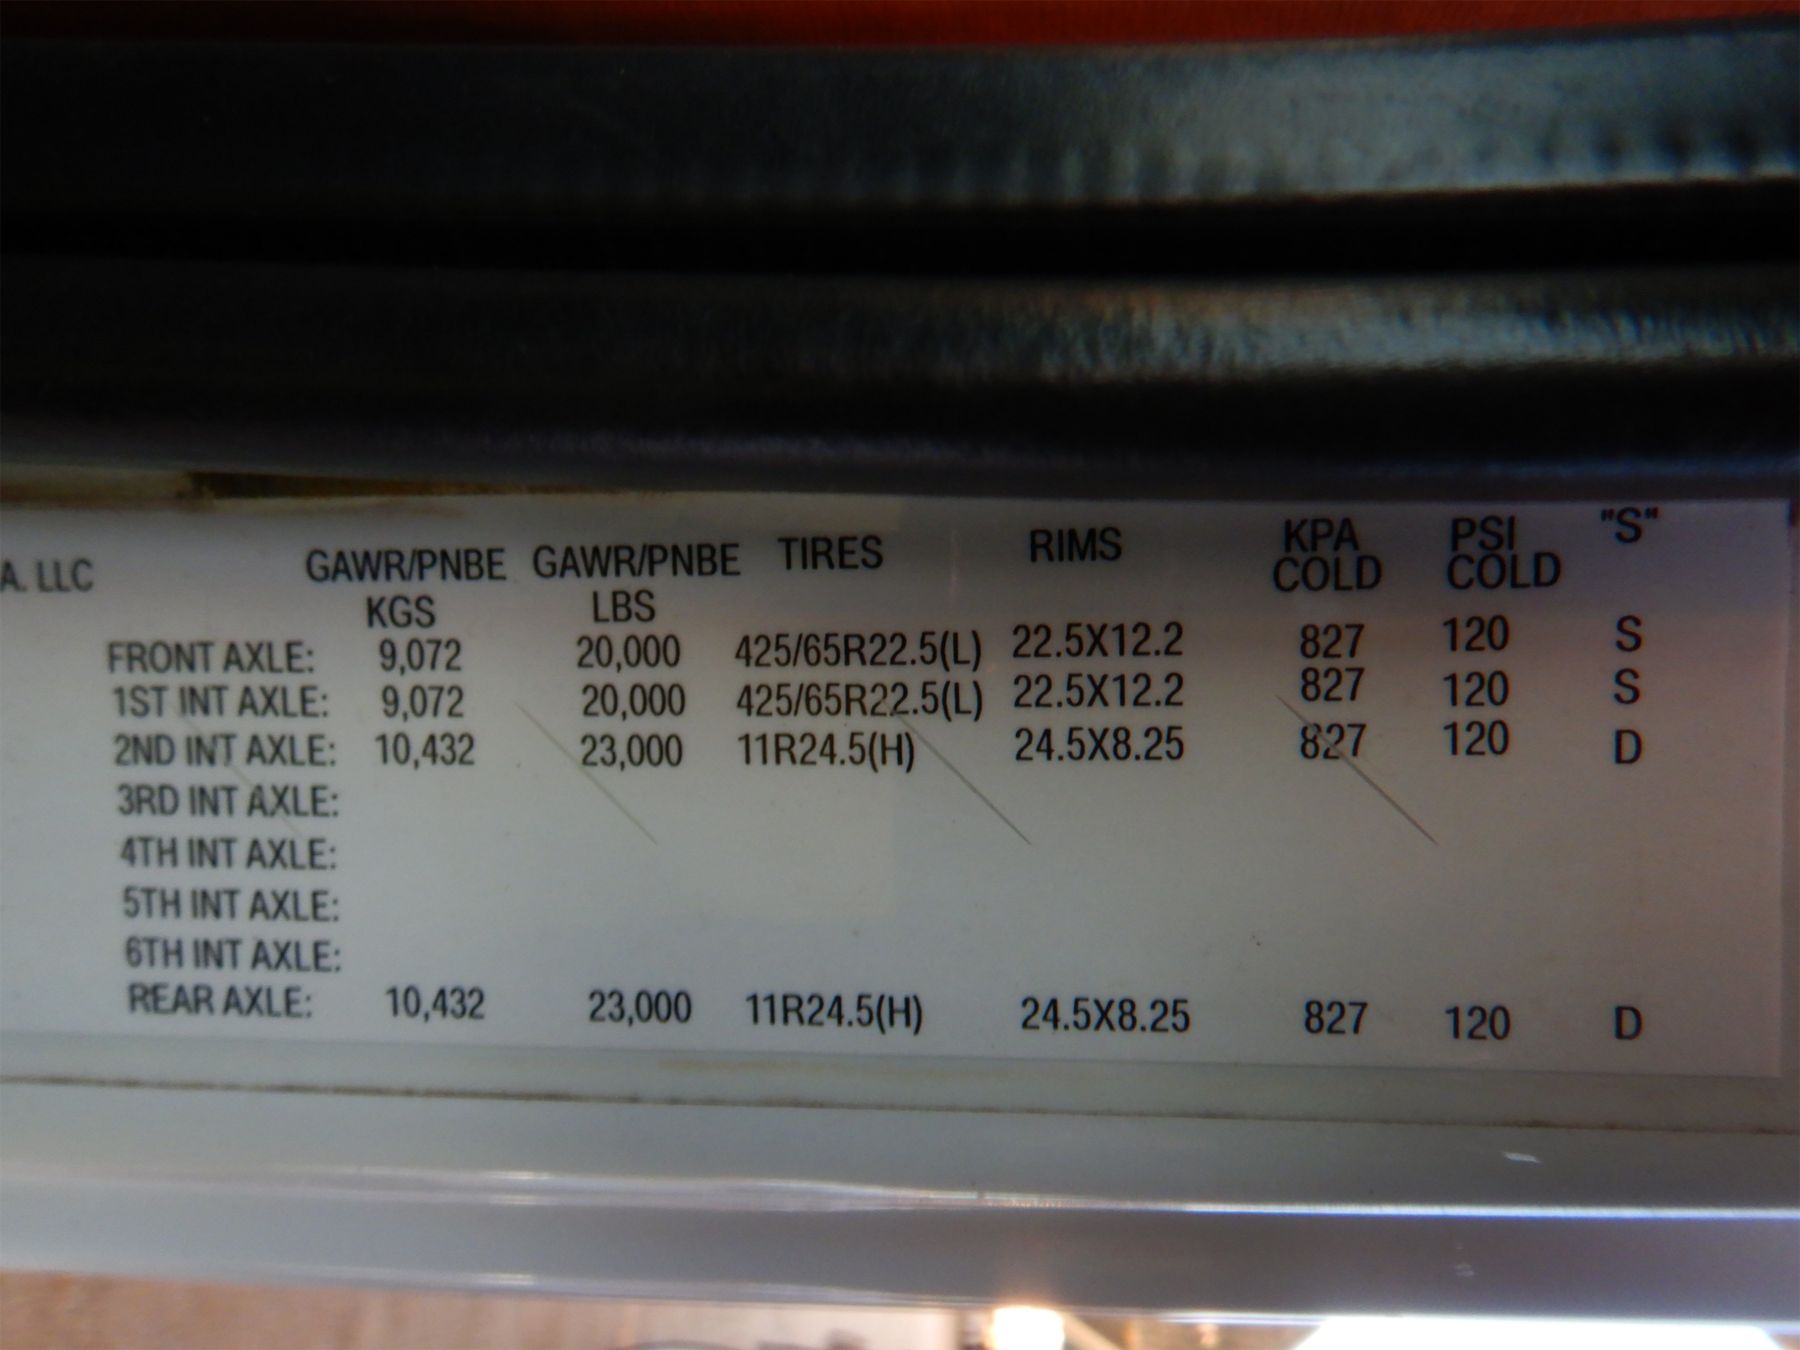 A. LLC GAWR/PNBE GAWR/PNBE TIRES RIMS KPA PSI "S"
KGS LBS COLD COLD
FRONT AXLE: 9,072 20,000 425/65R22.5(L) 22.5X12.2 827 120 S
1ST INT AXLE: 9,072 20,000 425/65R22.5(L) 22.5X12.2 827 120 S
2ND INT AXLE: 10,432 23,000 11R24.5(H) 24.5X8.25 827 120 D
3RD INT AXLE:
4TH INT AXLE:
5TH INT AXLE:
6TH INT AXLE:
REAR AXLE: 10,432 23,000 11R24.5(H) 24.5X8.25 827 120 D